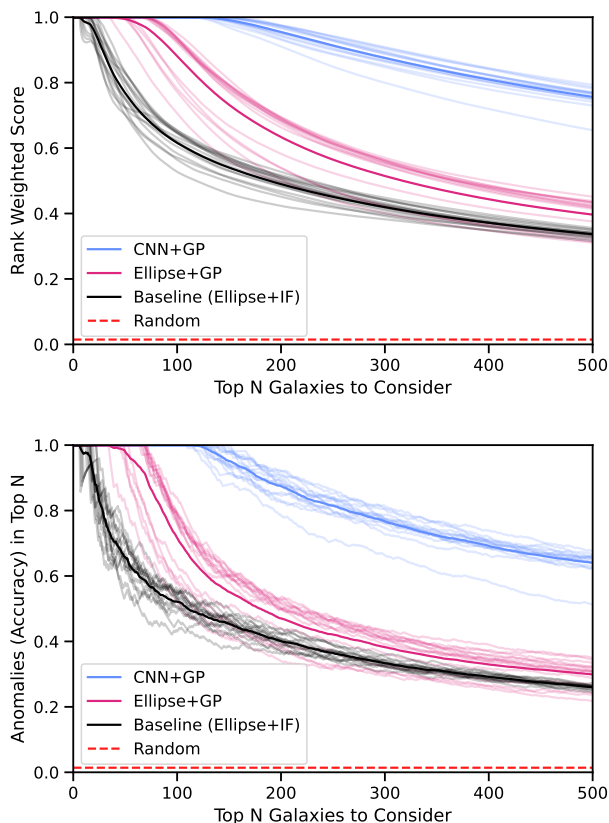 1.0
0.8
0.6
0.4
0.2
0.0
Rank Weighted Score
CNN+GP
Ellipse+GP
Baseline (Ellipse+IF)
Random
0 100 200 300 400 500
Top N Galaxies to Consider
1.0
0.8
0.6
0.4
0.2
0.0
Anomalies (Accuracy) in Top N
CNN+GP
Ellipse+GP
Baseline (Ellipse+IF)
Random
0 100 200 300 400 500
Top N Galaxies to Consider